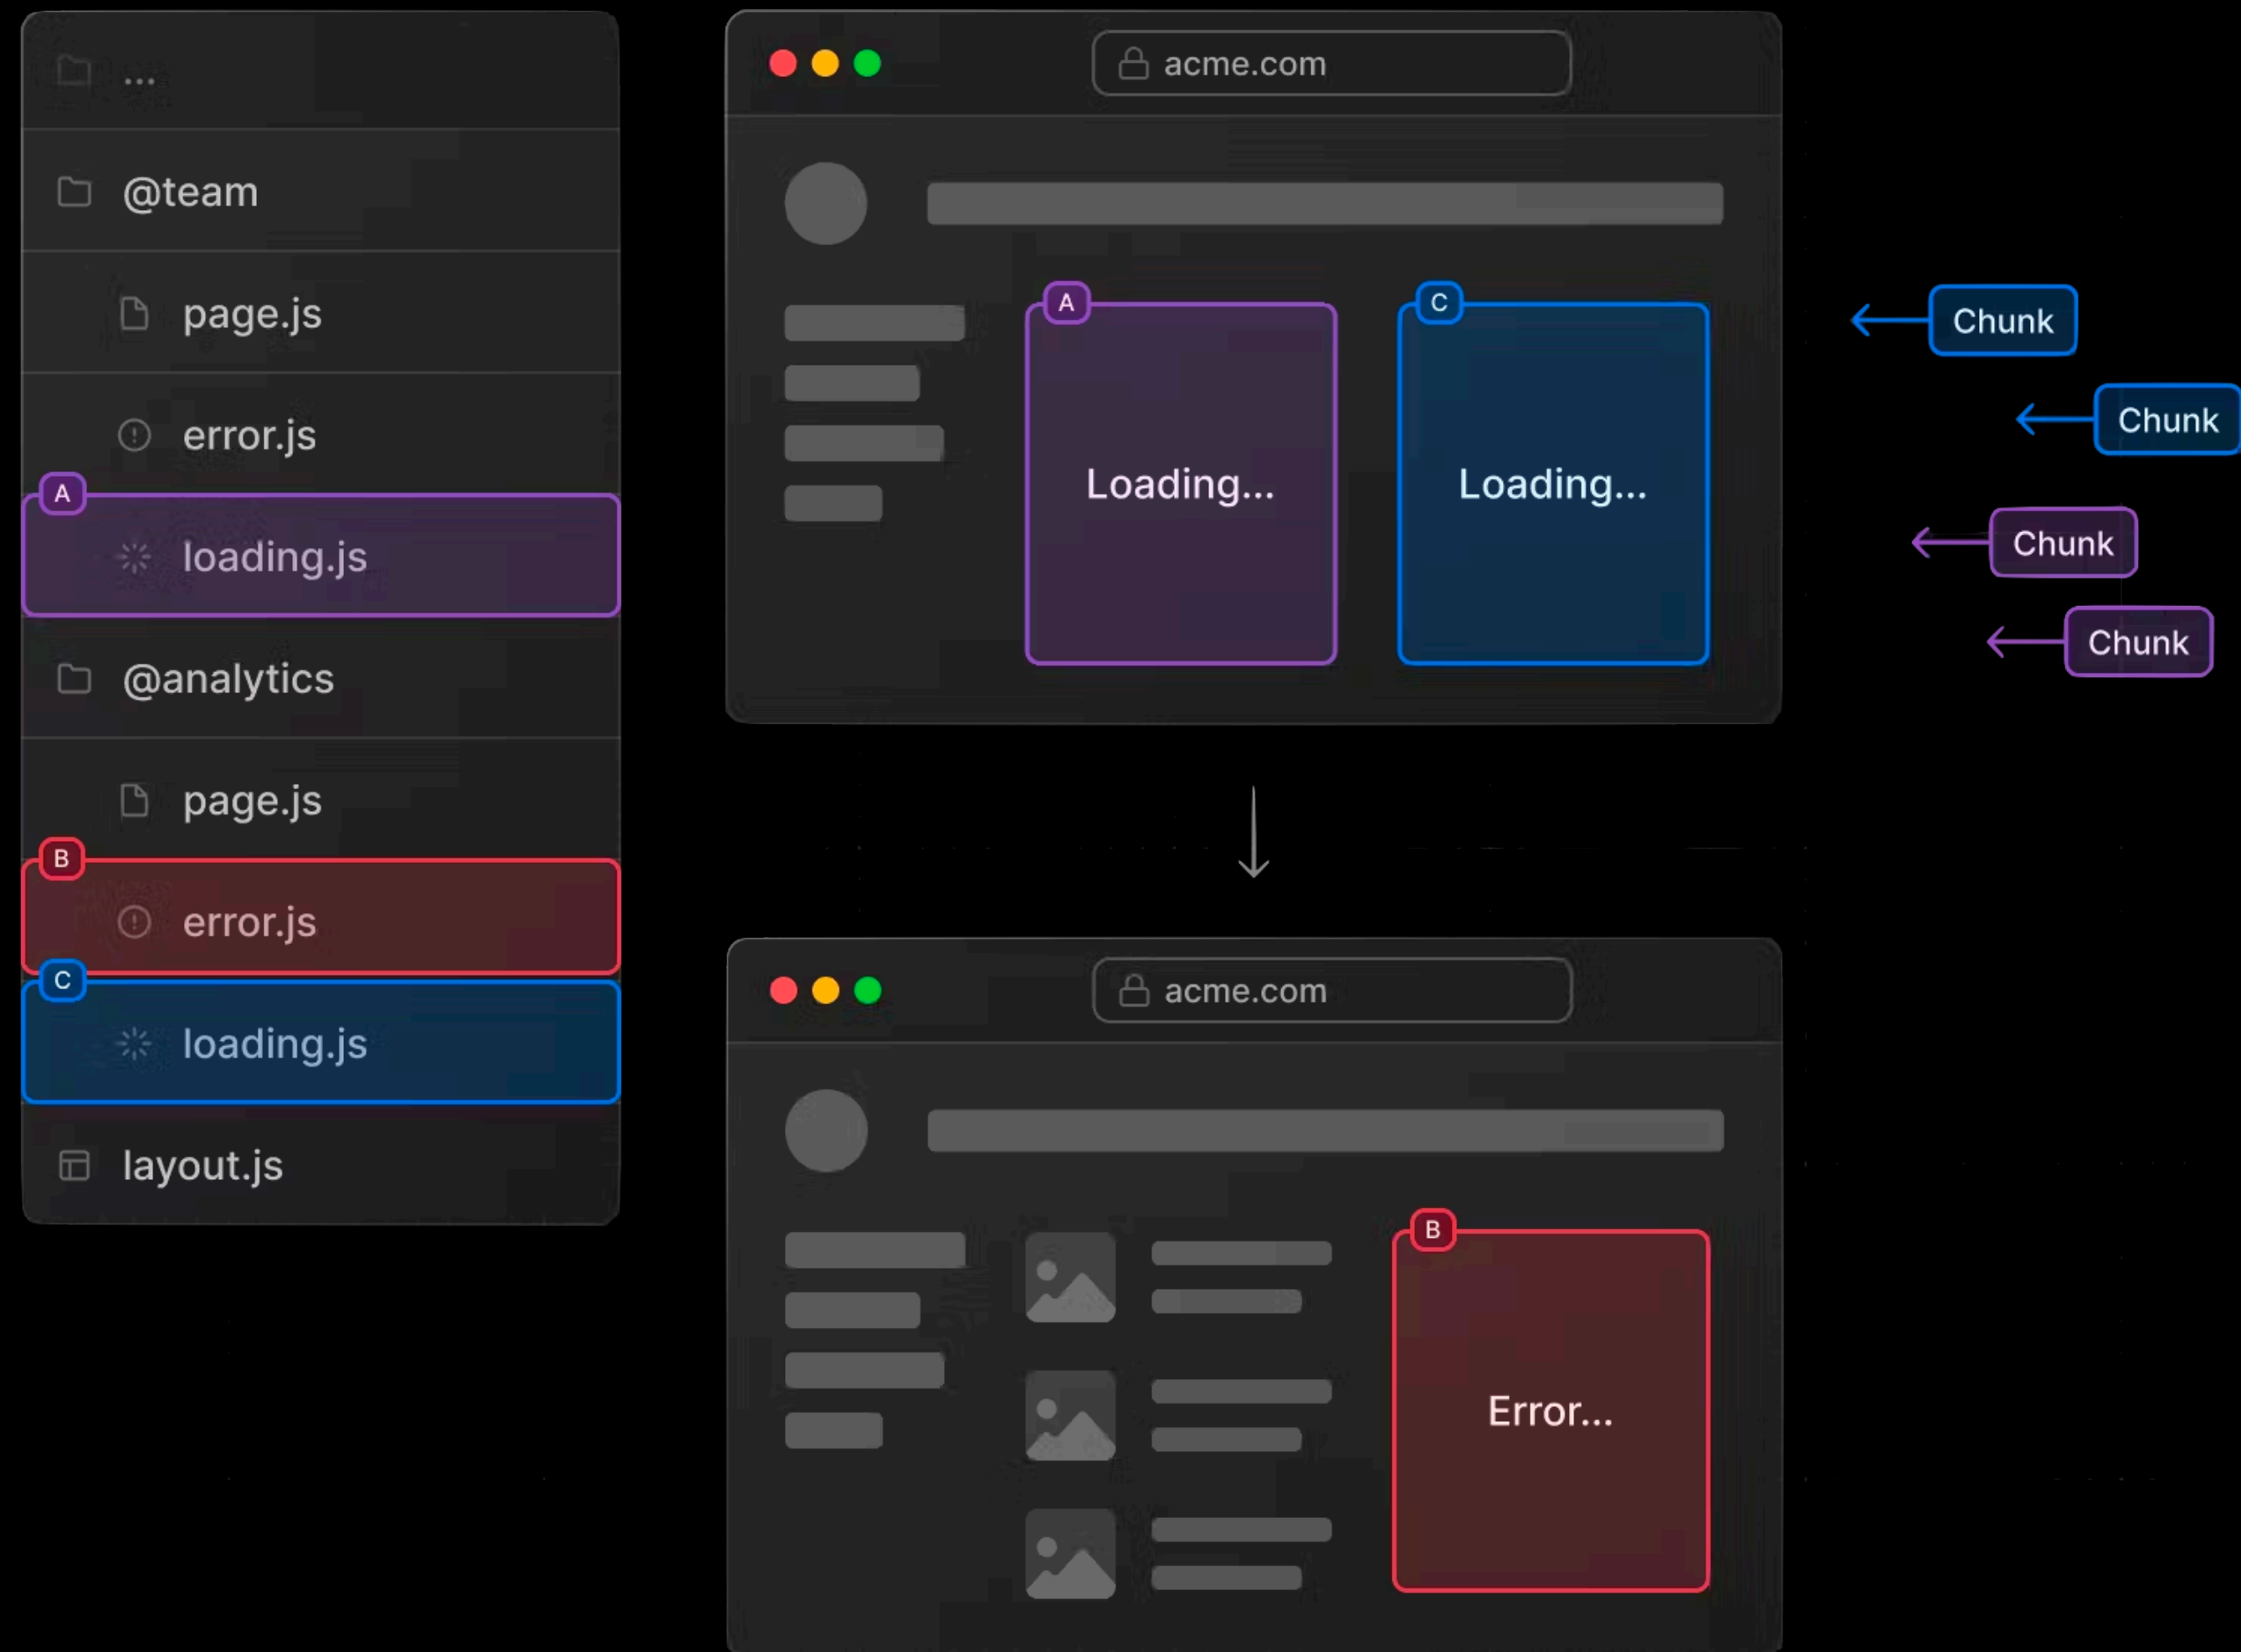 ...
@team
page.js
error.js
A
loading.js
@analytics
page.js
B
error.js
C
loading.js
layout.js
acme.com
A
Loading...
C
Loading...
Chunk
Chunk
Chunk
Chunk
acme.com
B
Error...